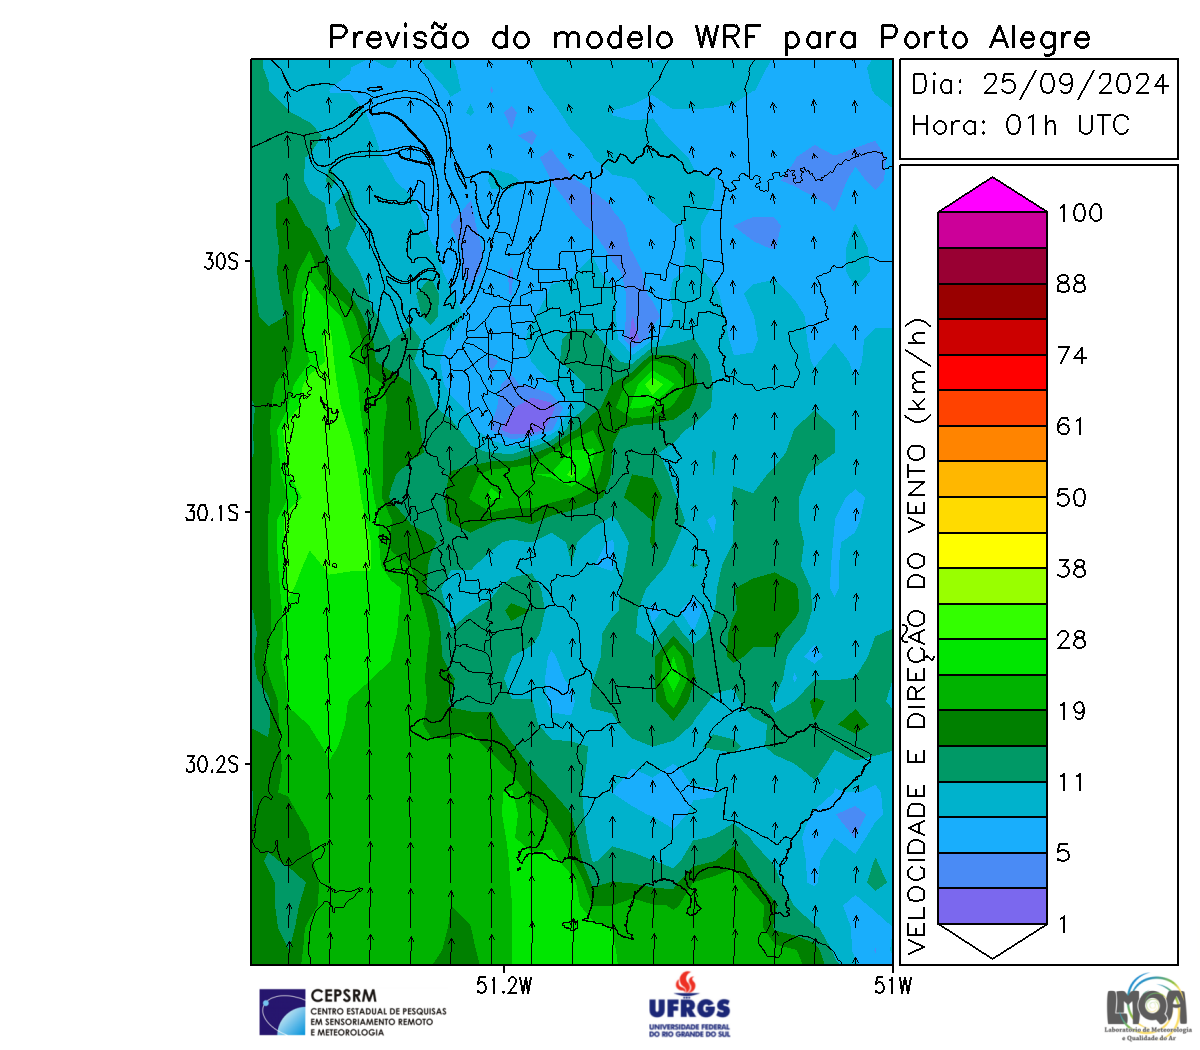 Previsão do modelo WRF para Porto Alegre
Dia: 25/09/2024
Hora: 01h UTC
30S
30.1S
30.2S
51.2W
51W
VELOCIDADE E DIREÇÃO DO VENTO (km/h)
100
88
74
61
50
38
28
19
11
5
1
CEPSRM
CENTRO ESTADUAL DE PESQUISAS
EM SENSORIAMENTO REMOTO
E METEOROLOGIA
UFRGS
UNIVERSIDADE FEDERAL
DO RIO GRANDE DO SUL
LMQA
Laboratório de Meteorologia
e Qualidade do Ar